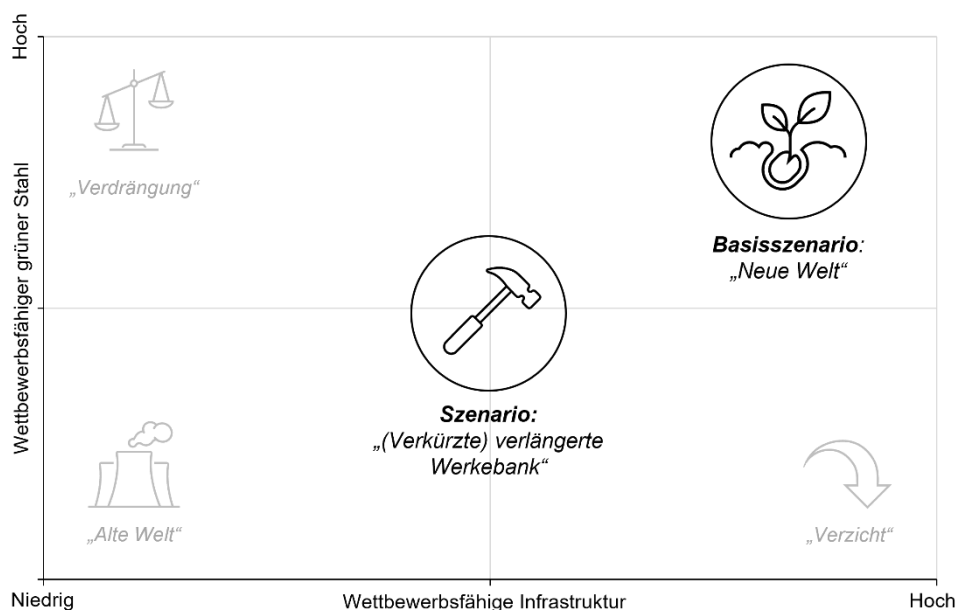 Hoch
Wettbewerbsfähiger grüner Stahl
„Verdrängung“
Basisszenario:
„Neue Welt“
Szenario:
„(Verkürzte) verlängerte
Werkebank“
„Alte Welt“
„Verzicht“
Niedrig
Wettbewerbsfähige Infrastruktur
Hoch